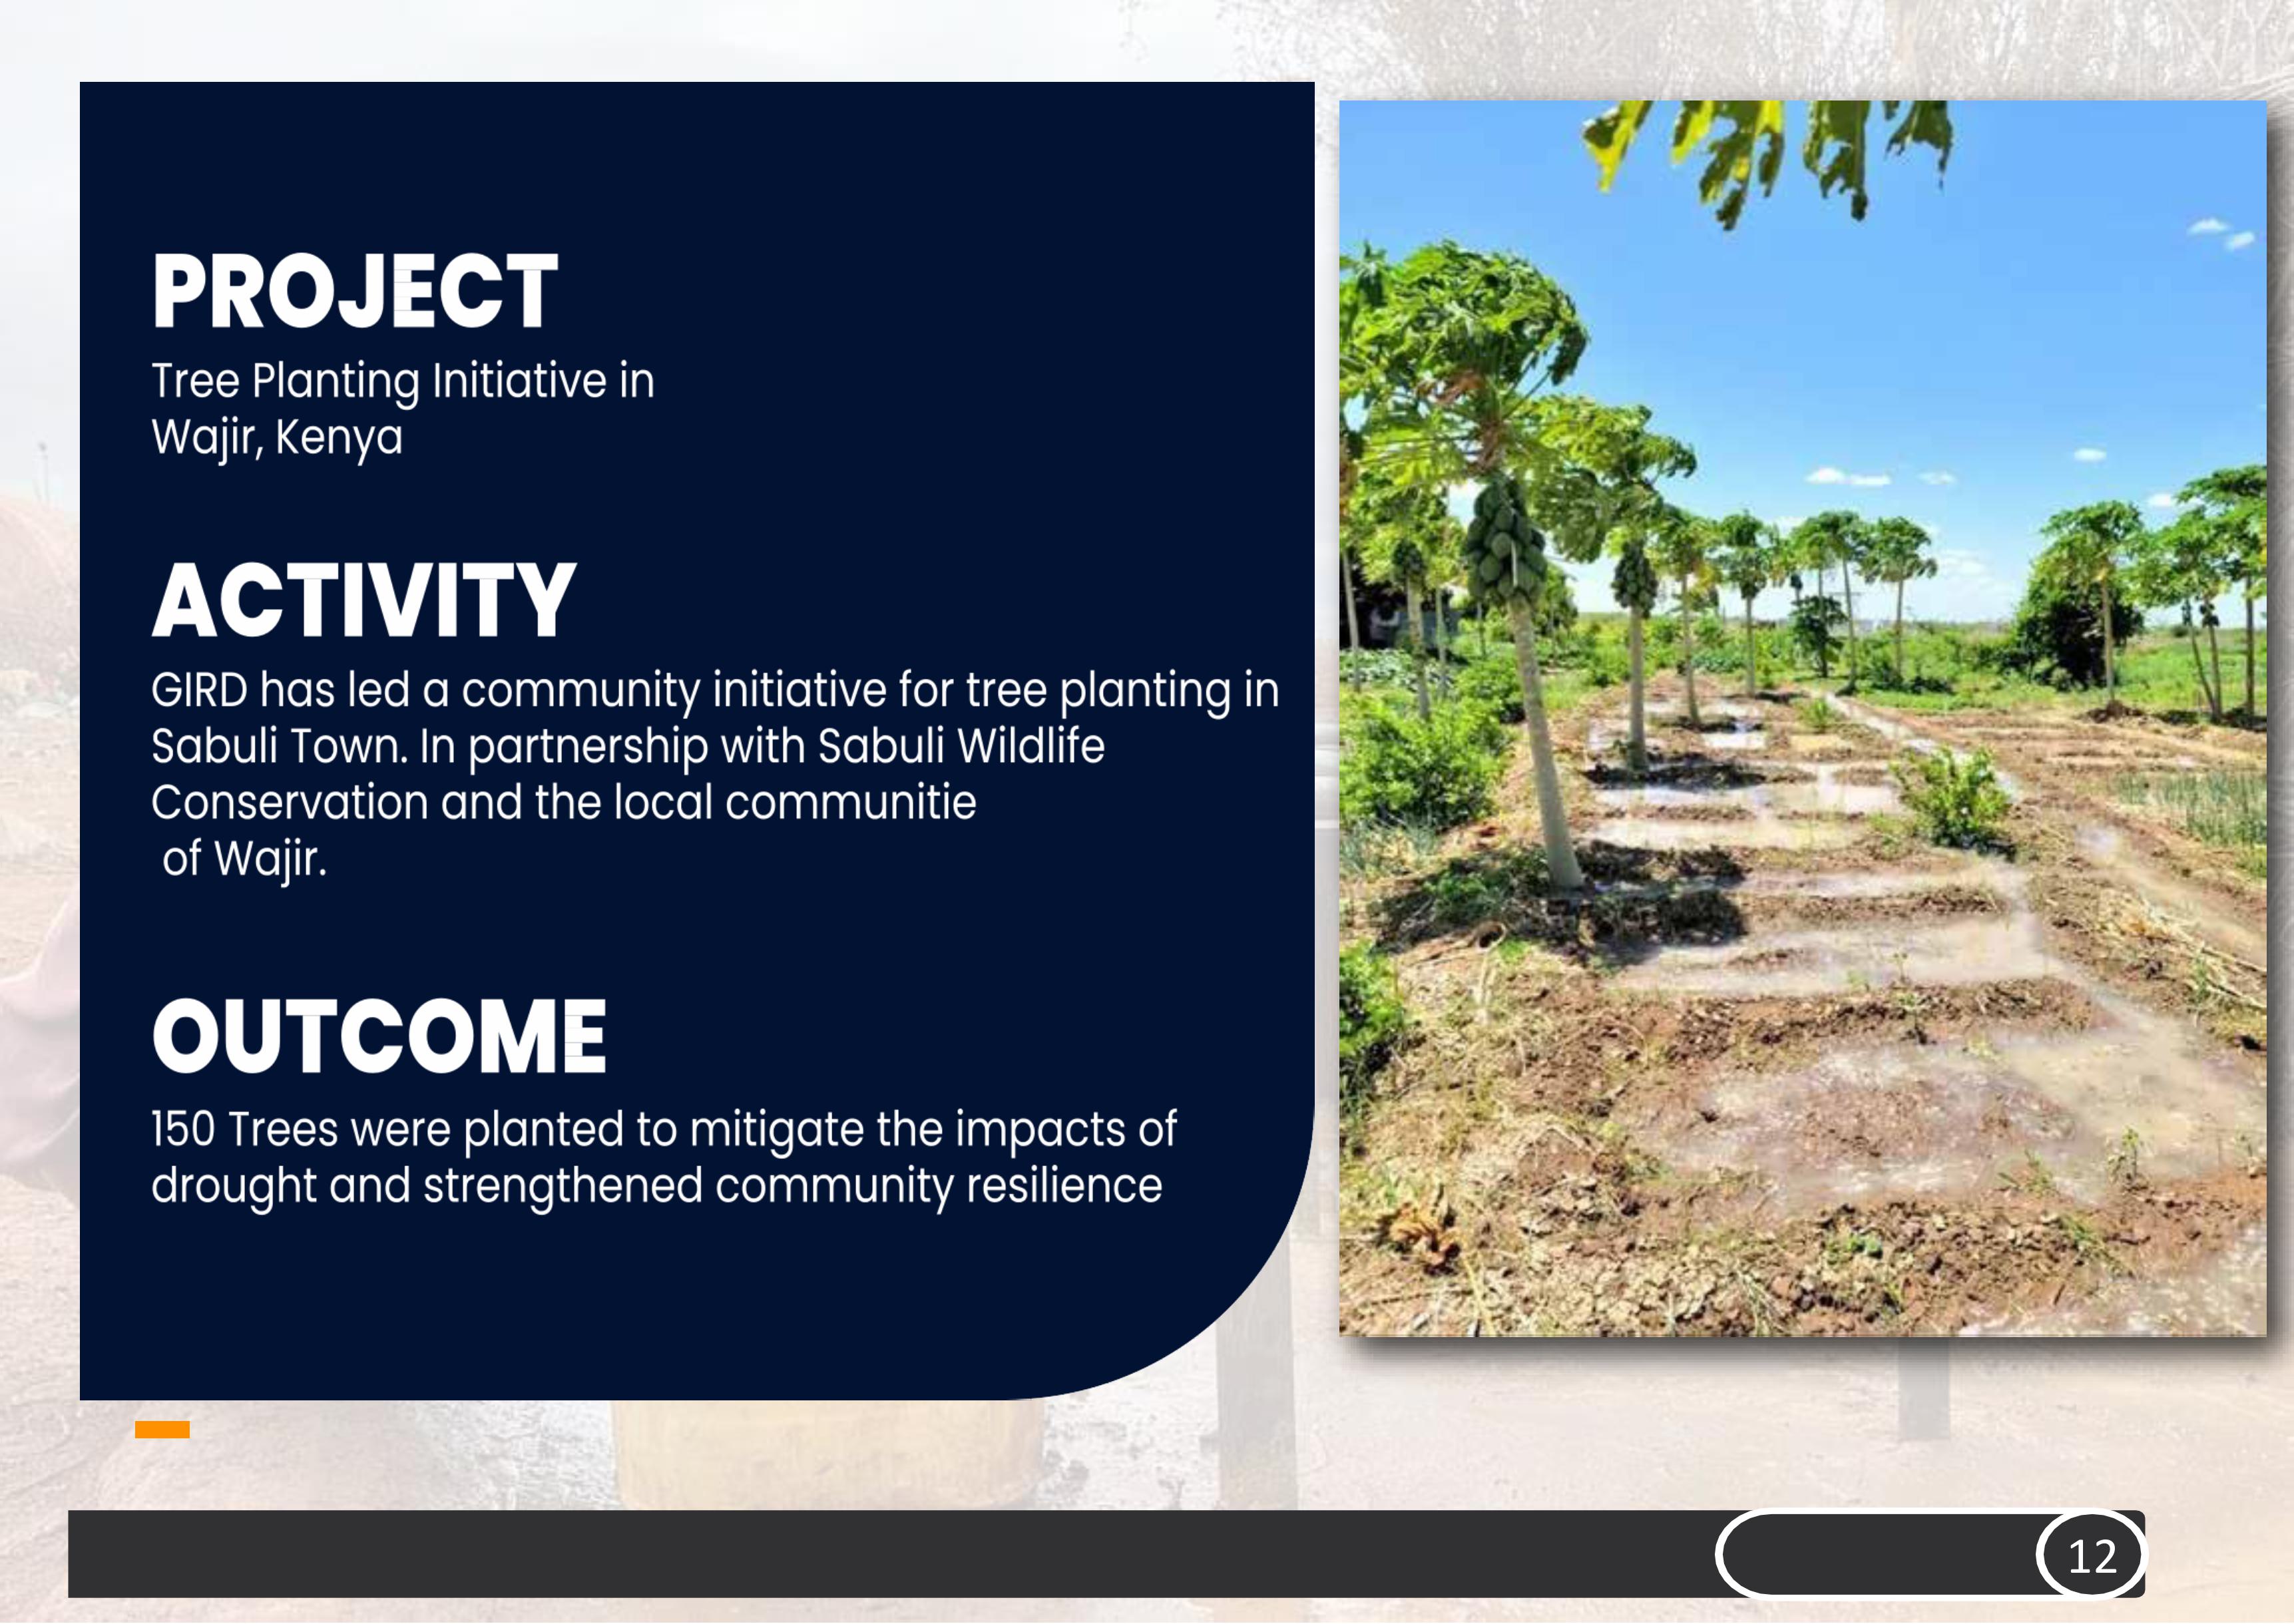 PROJECT
Tree Planting Initiative in
Wajir, Kenya
ACTIVITY
GIRD has led a community initiative for tree planting in
Sabuli Town. In partnership with Sabuli Wildlife
Conservation and the local communitie
of Wajir.
OUTCOME
150 Trees were planted to mitigate the impacts of
drought and strengthened community resilience
12